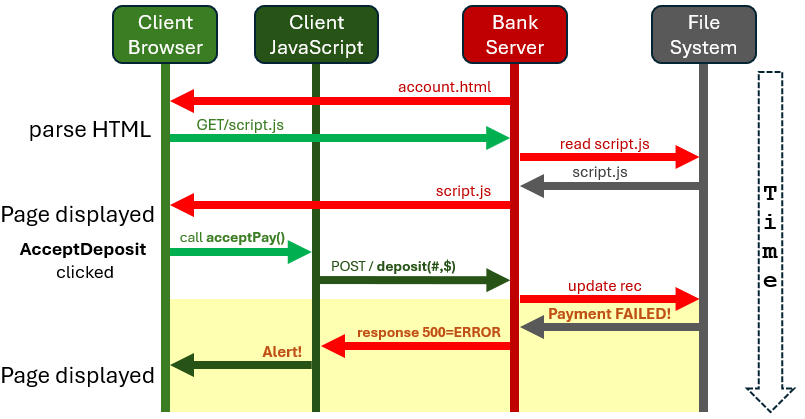 Client
Browser
Client
JavaScript
Bank
Server
File
System
account.html
parse HTML
GET/script.js
read script.js
script.js
script.js
Page displayed
AcceptDeposit
clicked
call acceptPay()
POST / deposit(#,$)
update rec
Payment FAILED!
response 500=ERROR
Alert!
Page displayed
Time